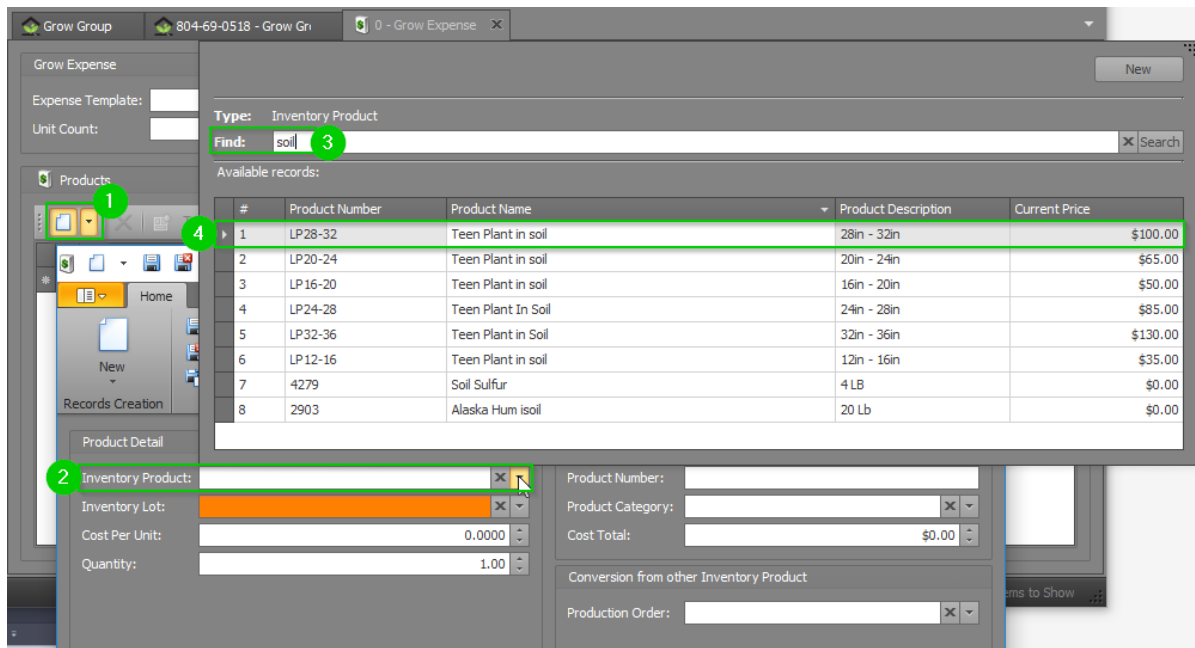 Grow Group
804-69-0518 - Grow Gr
0 - Grow Expense
Grow Expense
New
Expense Template:
Type: Inventory Product
Unit Count:
Find: soil 3
Search
Products
Available records:
1
# Product Number Product Name Product Description Current Price
4
1 LP28-32 Teen Plant in soil 28in - 32in $100.00
2 LP20-24 Teen Plant in soil 20in - 24in $65.00
3 LP16-20 Teen Plant in soil 16in - 20in $50.00
4 LP24-28 Teen Plant In Soil 24in - 28in $85.00
5 LP32-36 Teen Plant in Soil 32in - 36in $130.00
6 LP12-16 Teen Plant in soil 12in - 16in $35.00
7 4279 Soil Sulfur 4 LB $0.00
8 2903 Alaska Hum isoil 20 Lb $0.00
Home
New
Records Creation
Product Detail
2 Inventory Product:
Product Number:
Inventory Lot:
Product Category:
Cost Per Unit: 0.0000
Cost Total: $0.00
Quantity: 1.00
Conversion from other Inventory Product
to Show
Production Order: